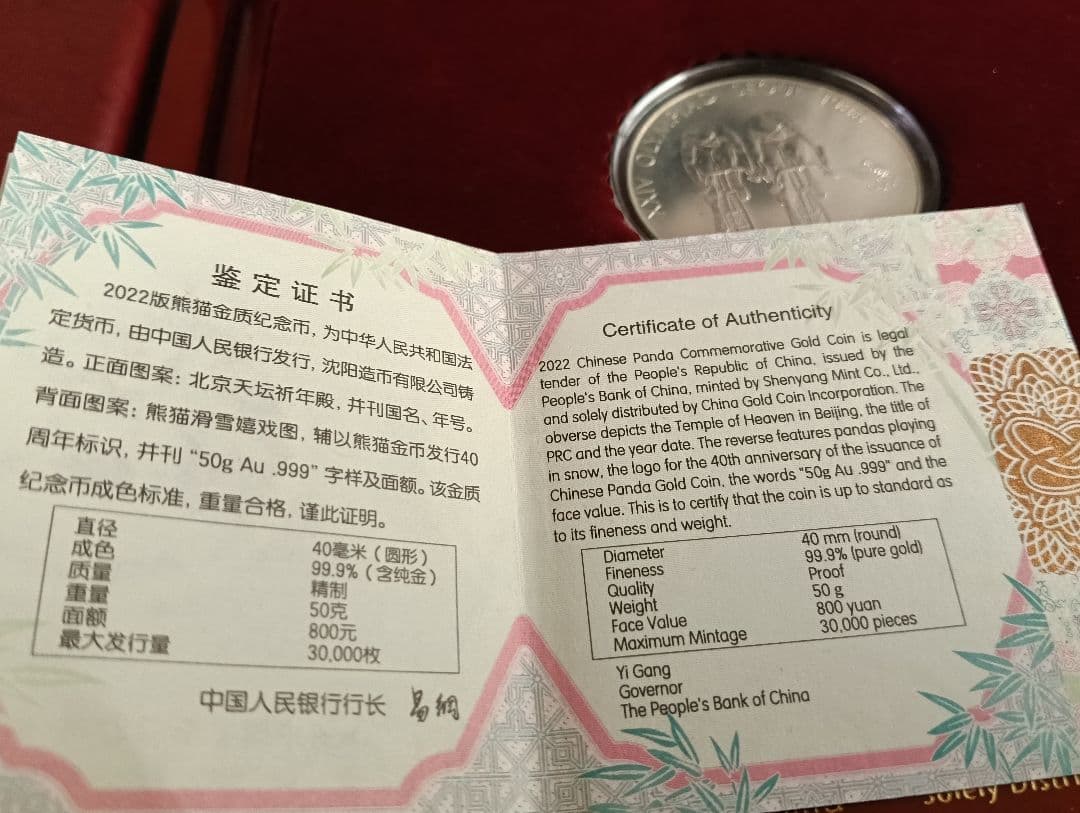 XXIV OLYMPIAD
鉴定证书
2022版熊猫金质纪念币，为中华人民共和国法
定货币，由中国人民银行发行，沈阳造币有限公司铸
造。正面图案：北京天坛祈年殿，并刊国名、年号。
背面图案：熊猫滑雪嬉戏图，辅以熊猫金币发行40
周年标识，并刊“50g Au .999”字样及面额。该金质
纪念币成色标准，重量合格，谨此证明。
直径 40毫米（圆形）
成色 99.9%（含纯金）
质量 精制
重量 50克
面额 800元
最大发行量 30,000枚
中国人民银行行长 易纲
Certificate of Authenticity
2022 Chinese Panda Commemorative Gold Coin is legal
tender of the People's Republic of China, issued by the
People's Bank of China, minted by Shenyang Mint Co., Ltd.,
and solely distributed by China Gold Coin Incorporation. The
obverse depicts the Temple of Heaven in Beijing, the title of
PRC and the year date. The reverse features pandas playing
in snow, the logo for the 40th anniversary of the issuance of
Chinese Panda Gold Coin, the words "50g Au .999" and the
face value. This is to certify that the coin is up to standard as
to its fineness and weight.
Diameter 40 mm (round)
Fineness 99.9% (pure gold)
Quality Proof
Weight 50 g
Face Value 800 yuan
Maximum Mintage 30,000 pieces
Yi Gang
Governor
The People's Bank of China
Solely